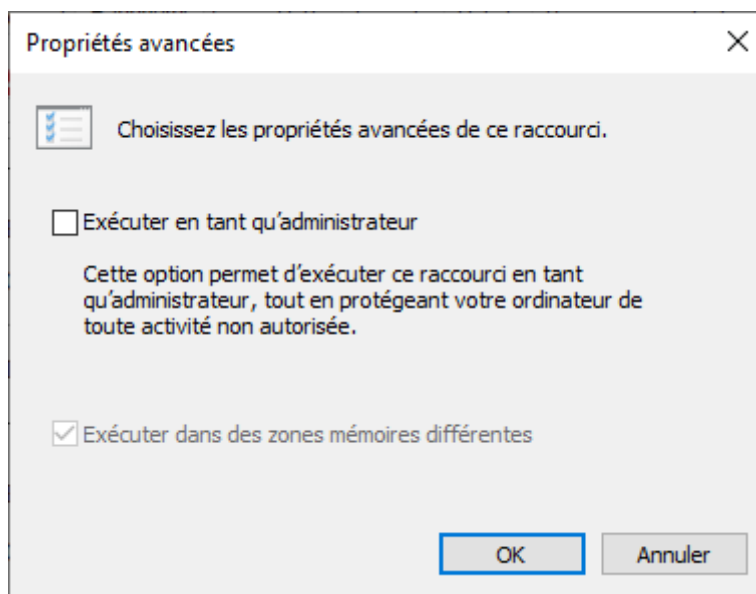 Propriétés avancées
Choisissez les propriétés avancées de ce raccourci.
Exécuter en tant qu’administrateur
Cette option permet d’exécuter ce raccourci en tant
qu’administrateur, tout en protégeant votre ordinateur de
toute activité non autorisée.
Exécuter dans des zones mémoires différentes
OK
Annuler